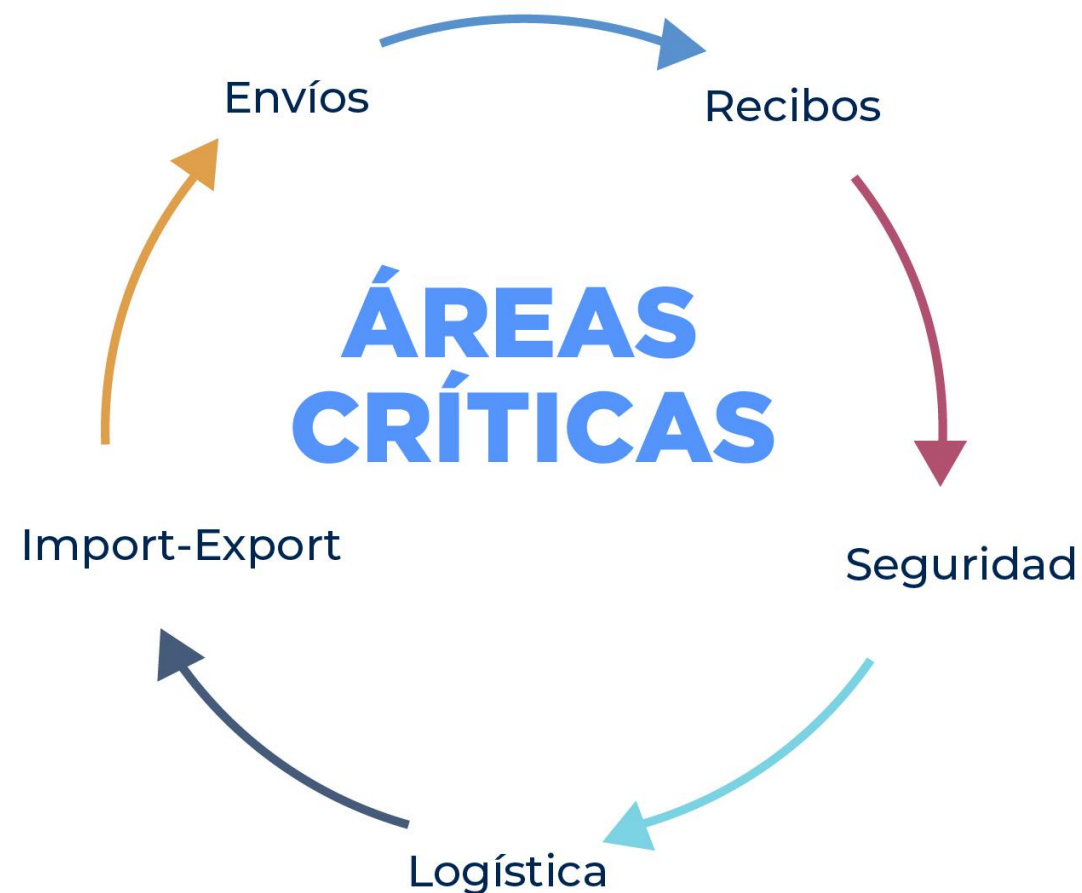 Envíos
Recibos
ÁREAS
CRÍTICAS
Import-Export
Seguridad
Logística